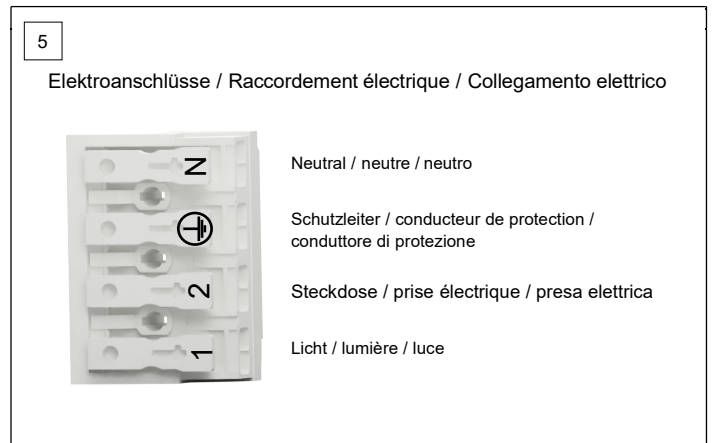 5
Elektroanschlüsse / Raccordement électrique / Collegamento elettrico
N
Neutral / neutre / neutro
Schutzleiter / conducteur de protection /
conduttore di protezione
2
Steckdose / prise électrique / presa elettrica
1
Licht / lumière / luce